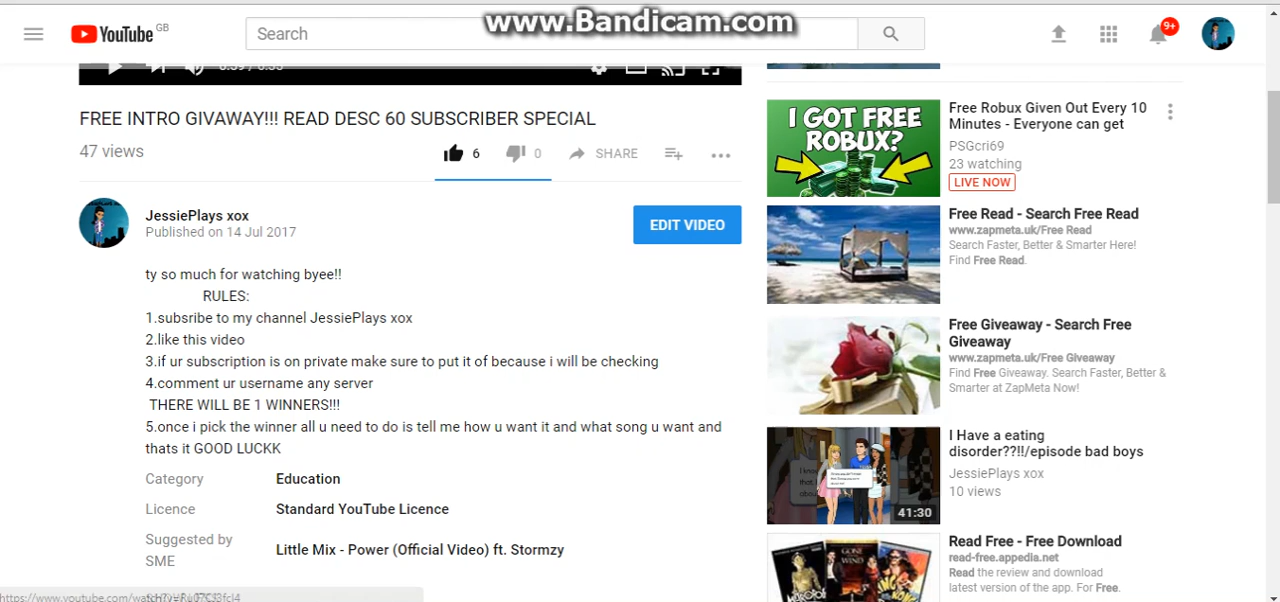 www.Bandicam.com
YouTube GB
Search
9+
FREE INTRO GIVAWAY!!! READ DESC 60 SUBSCRIBER SPECIAL
47 views
6
0
SHARE
JessiePlays xox
Published on 14 Jul 2017
EDIT VIDEO
ty so much for watching byee!!
RULES:
1.subsribe to my channel JessiePlays xox
2.like this video
3.if ur subscription is on private make sure to put it of because i will be checking
4.comment ur username any server
THERE WILL BE 1 WINNERS!!!
5.once i pick the winner all u need to do is tell me how u want it and what song u want and
thats it GOOD LUCKK
Category
Education
Licence
Standard YouTube Licence
Suggested by
SME
Little Mix - Power (Official Video) ft. Stormzy
I GOT FREE
ROBUX?
Free Robux Given Out Every 10
Minutes - Everyone can get
PSGcri69
23 watching
LIVE NOW
Free Read - Search Free Read
www.zapmeta.uk/Free Read
Search Faster, Better & Smarter Here!
Find Free Read.
Free Giveaway - Search Free
Giveaway
www.zapmeta.uk/Free Giveaway
Find Free Giveaway. Search Faster, Better &
Smarter at ZapMeta Now!
I Have a eating
disorder??!!/episode bad boys
JessiePlays xox
10 views
41:30
Read Free - Free Download
read-free.appedia.net
Read the review and download
latest version of the app. For Free.